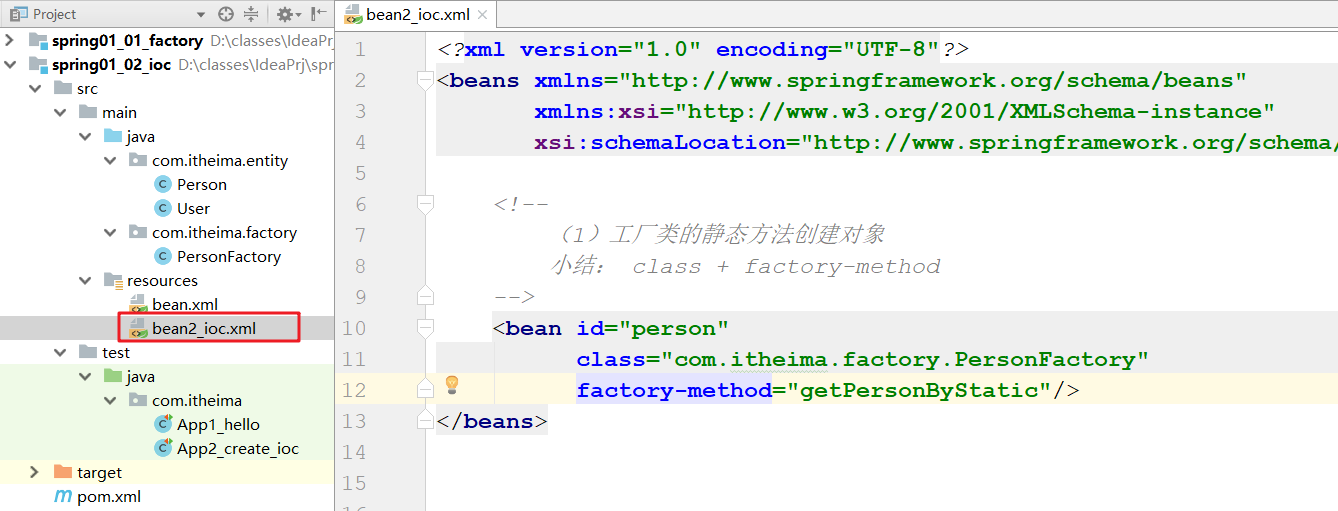 Project
spring01_01_factory D:\classes\IdeaPrj
spring01_02_ioc D:\classes\IdeaPrj\spr
src
main
java
com.itheima.entity
Person
User
com.itheima.factory
PersonFactory
resources
bean.xml
bean2_ioc.xml
test
java
com.itheima
App1_hello
App2_create_ioc
target
pom.xml
bean2_ioc.xml
1 <?xml version="1.0" encoding="UTF-8"?>
2 <beans xmlns="http://www.springframework.org/schema/beans"
3 xmlns:xsi="http://www.w3.org/2001/XMLSchema-instance"
4 xsi:schemaLocation="http://www.springframework.org/schema/
5
6 <!--
7 （1）工厂类的静态方法创建对象
8 小结： class + factory-method
9 -->
10 <bean id="person"
11 class="com.itheima.factory.PersonFactory"
12 factory-method="getPersonByStatic"/>
13 </beans>
14
15